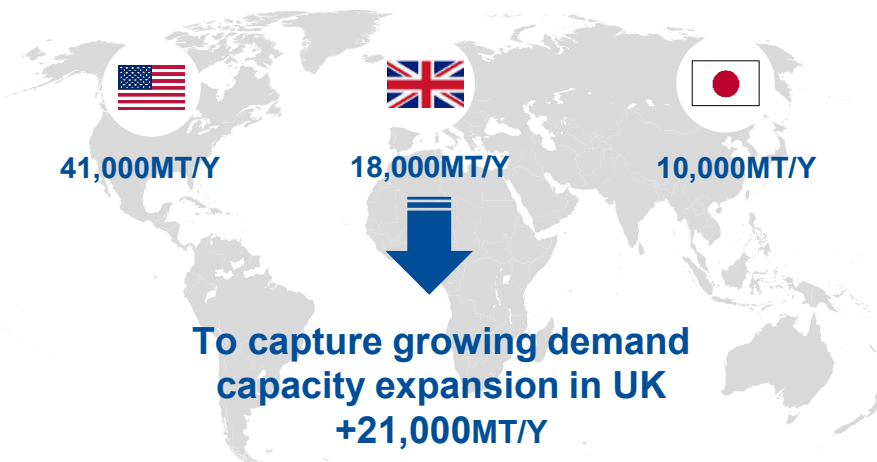 41,000MT/Y
18,000MT/Y
10,000MT/Y
To capture growing demand
capacity expansion in UK
+21,000MT/Y